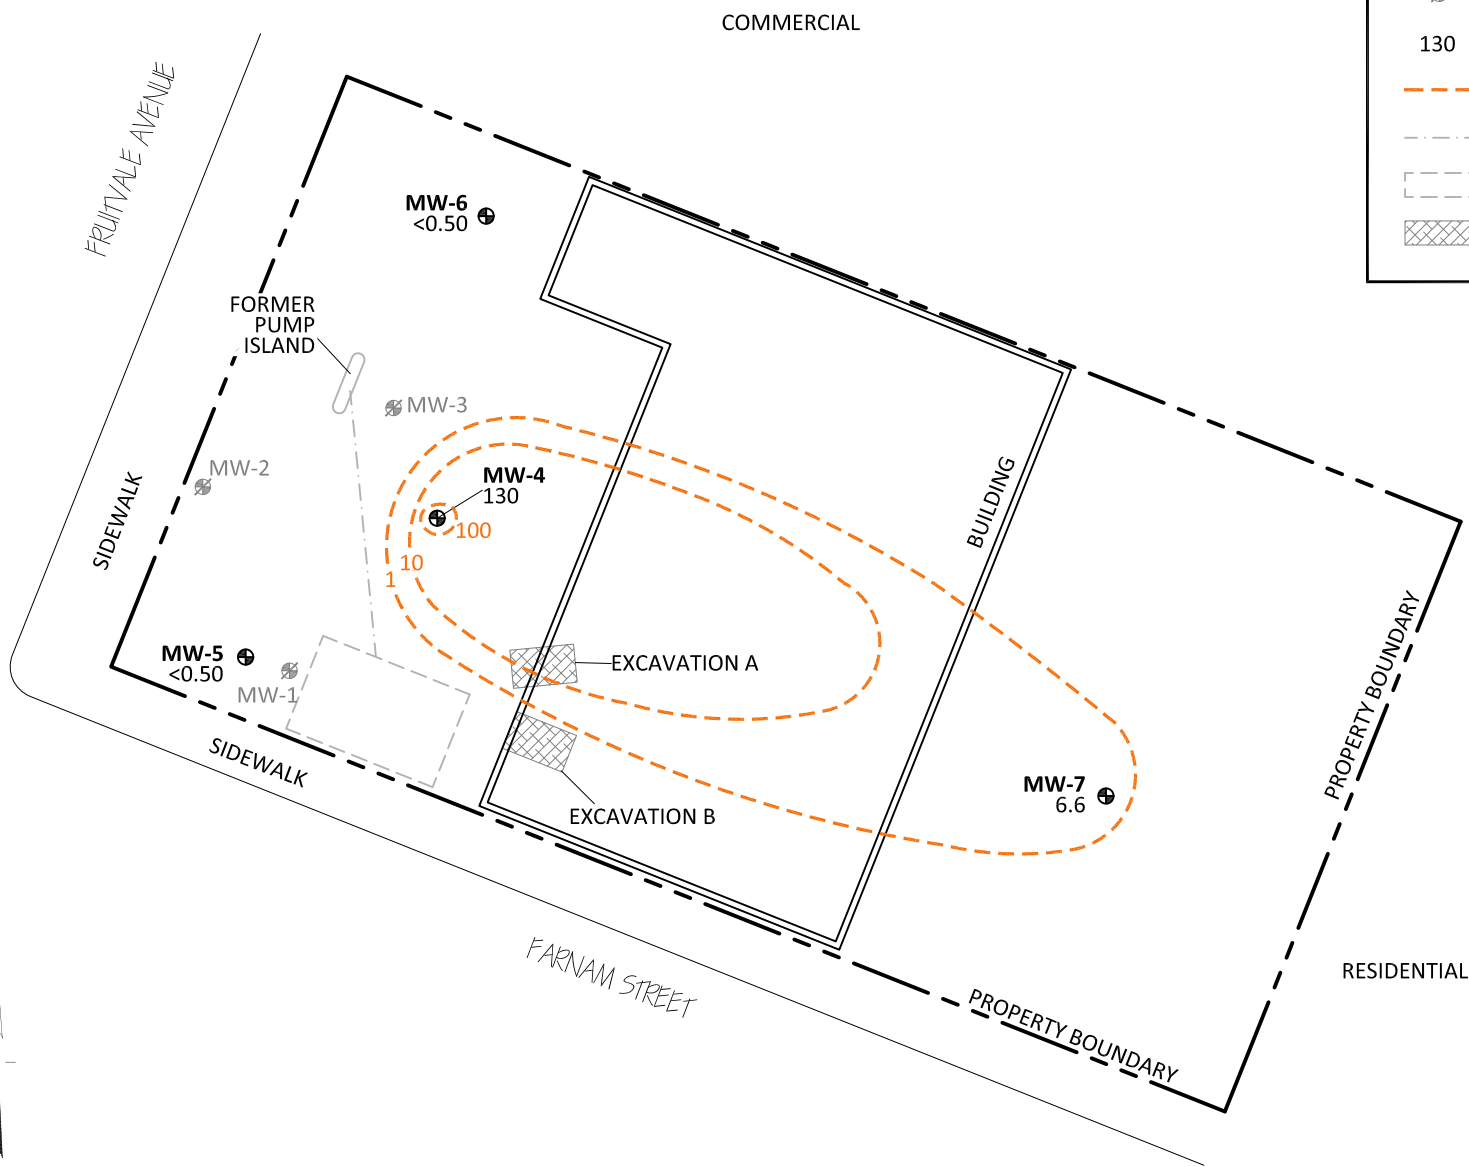 COMMERCIAL
130
FRUITVALE AVENUE
MW-6
<0.50
FORMER
PUMP
ISLAND
MW-3
MW-2
MW-4
130
100
10
1
BUILDING
SIDEWALK
MW-5
<0.50
MW-1
EXCAVATION A
SIDEWALK
EXCAVATION B
MW-7
6.6
PROPERTY BOUNDARY
FARNAM STREET
RESIDENTIAL
PROPERTY BOUNDARY